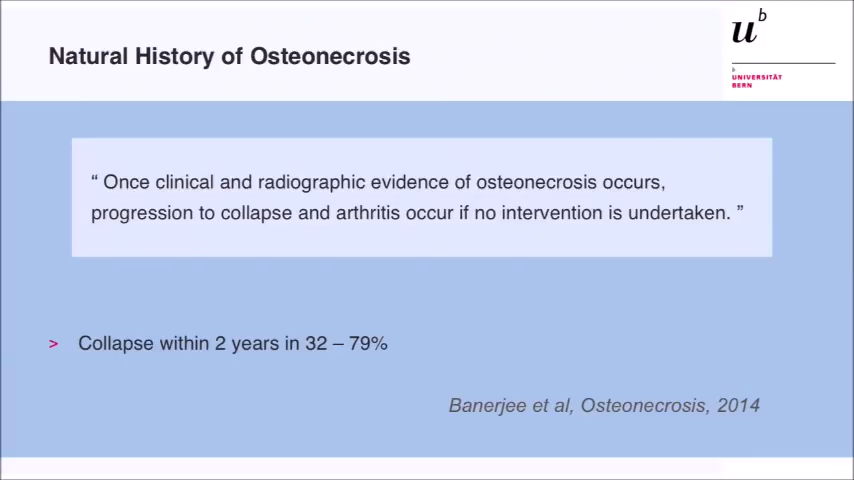 Natural History of Osteonecrosis
u b
b
UNIVERSITÄT
BERN
“ Once clinical and radiographic evidence of osteonecrosis occurs,
progression to collapse and arthritis occur if no intervention is undertaken. ”
> Collapse within 2 years in 32 – 79%
Banerjee et al, Osteonecrosis, 2014